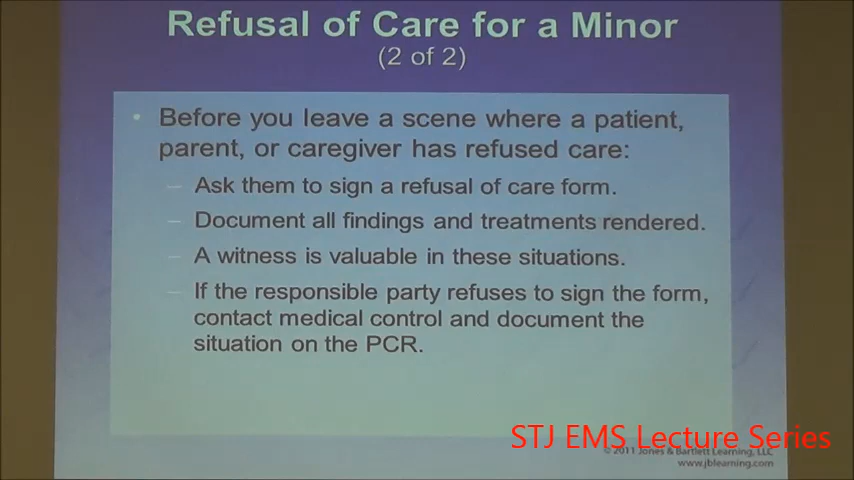 Refusal of Care for a Minor
(2 of 2)
• Before you leave a scene where a patient,
parent, or caregiver has refused care:
– Ask them to sign a refusal of care form.
– Document all findings and treatments rendered.
– A witness is valuable in these situations.
– If the responsible party refuses to sign the form,
contact medical control and document the
situation on the PCR.
STJ EMS Lecture Series
© 2011 Jones & Bartlett Learning, LLC
www.jblearning.com